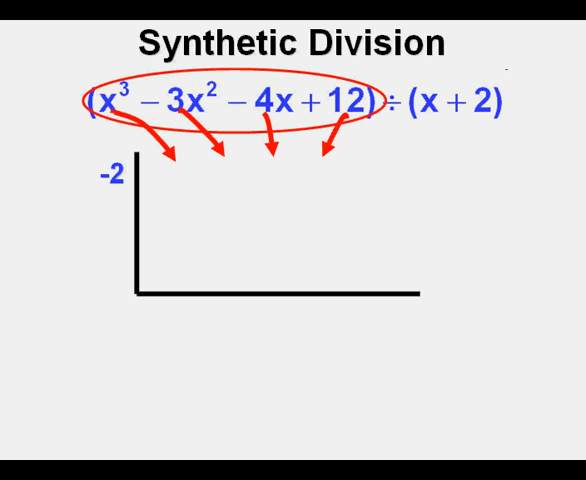 Synthetic Division
(x³ − 3x² − 4x + 12) ÷ (x + 2)
-2